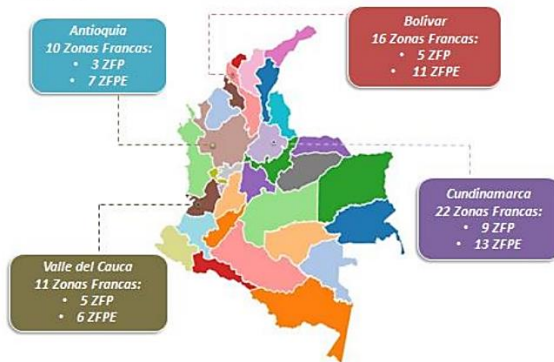 Antioquia
10 Zonas Francas:
• 3 ZFP
• 7 ZFPE
Bolivar
16 Zonas Francas:
• 5 ZFP
• 11 ZFPE
Cundinamarca
22 Zonas Francas:
• 9 ZFP
• 13 ZFPE
Valle del Cauca
11 Zonas Francas:
• 5 ZFP
• 6 ZFPE